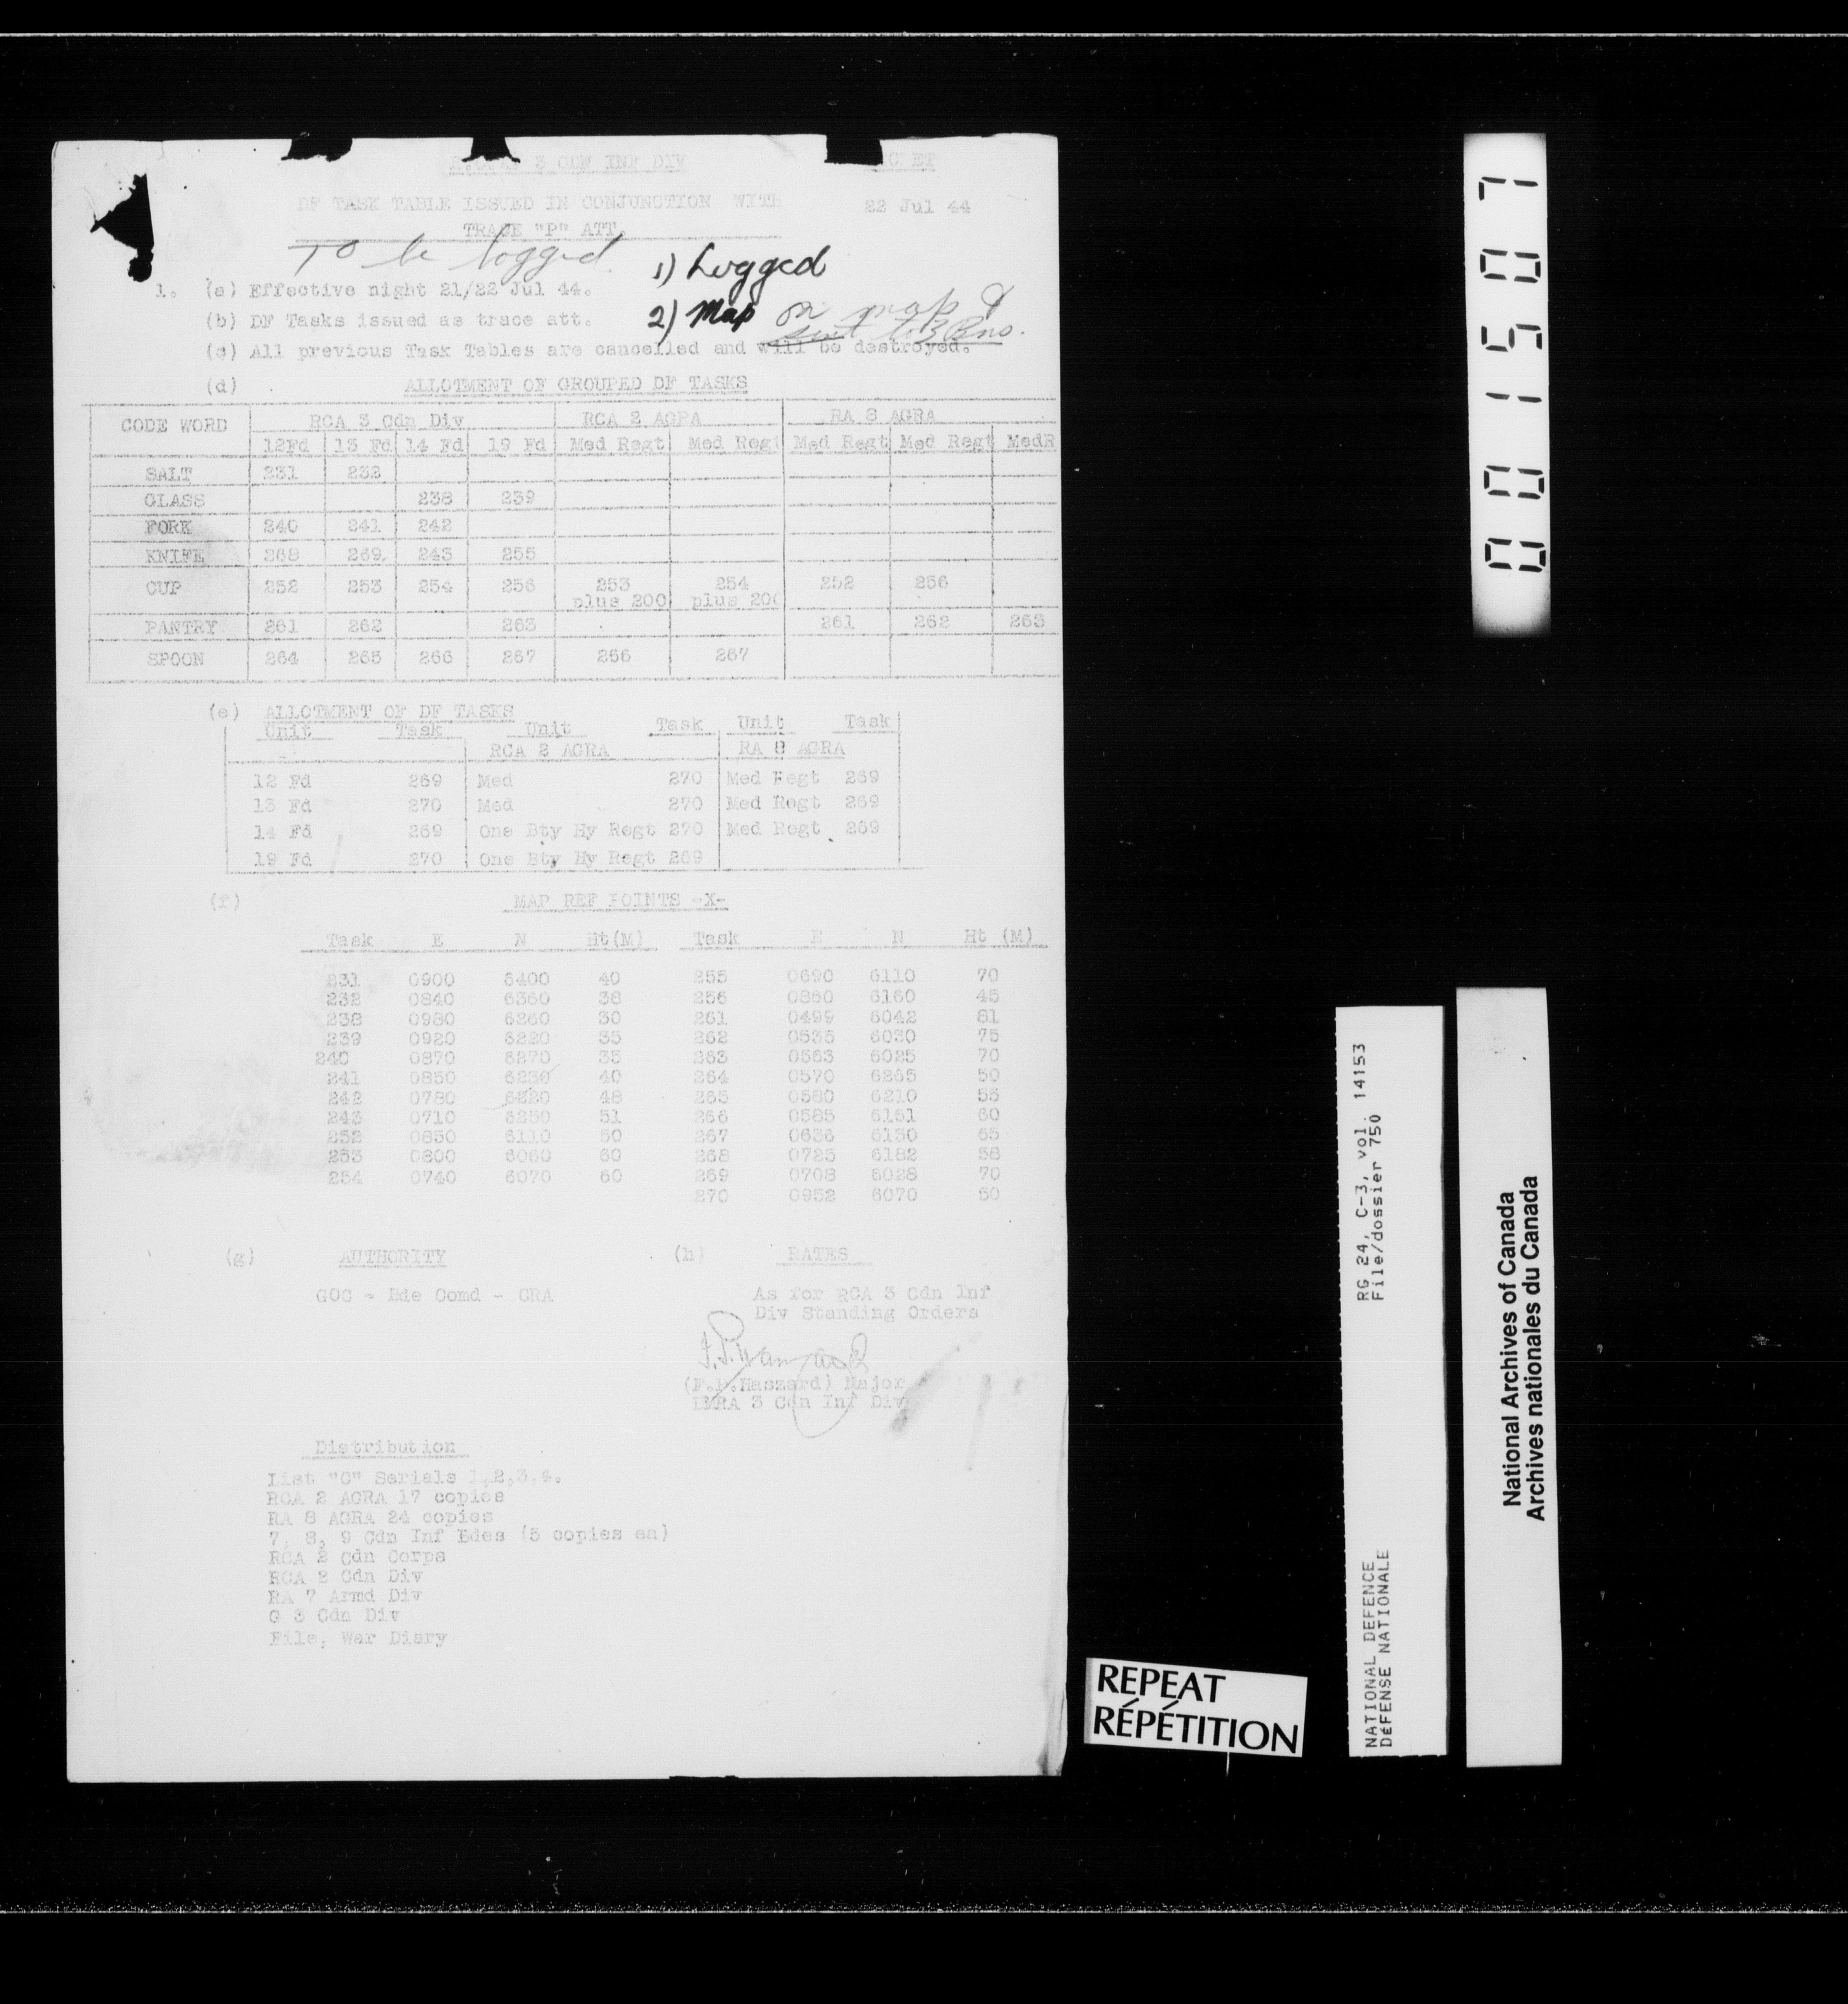 3 CDN INF DIV
DF TASK TABLE ISSUED IN CONJUNCTION WITH 22 Jul 44
TRACE "P" ATT.
To be logged
1) Logged
1. (a) Effective night 21/22 Jul 44.
2) Map on map &
sent to 3 Bns.
(b) DF Tasks issued as trace att.
(c) All previous Task Tables are cancelled and will be destroyed.
(d) ALLOTMENT OF GROUPED DF TASKS
CODE WORD RCA 3 Cdn Div RCA 2 AGRA RA 8 AGRA
12Fd 13 Fd 14 Fd 19 Fd Med Regt Med Regt Med Regt Med Regt MedR
SALT 231 232
GLASS 238 239
FORK 240 241 242
KNIFE 268 269 243 255
CUP 252 253 254 256 253 254 252 256
plus 200 plus 200
PANTRY 261 262 263 261 262 263
SPOON 264 265 266 267 256 267
(e) ALLOTMENT OF DF TASKS
Unit Task Unit Task Unit Task
RCA 2 AGRA RA 8 AGRA
12 Fd 269 Med 270 Med Regt 269
13 Fd 270 Med 270 Med Regt 269
14 Fd 269 One Bty Hy Regt 270 Med Regt 269
19 Fd 270 One Bty Hy Regt 269
(f) MAP REF POINTS -X-
Task E N Ht(M) Task E N Ht (M)
231 0900 6400 40 255 0690 6110 70
232 0840 6360 38 256 0860 6160 45
238 0980 6260 30 261 0499 6042 81
239 0920 6220 35 262 0535 6030 75
240 0870 6270 35 263 0563 6025 70
241 0850 6230 40 264 0570 6265 50
242 0780 6220 48 265 0580 6210 55
243 0710 6250 51 266 0585 6151 60
252 0850 6110 50 267 0636 6130 65
253 0800 6060 60 268 0725 6182 58
254 0740 6070 60 269 0708 6028 70
270 0952 6070 50
(g) AUTHORITY (h) RATES
GOC - Bde Comd - CRA As for RCA 3 Cdn Inf
Div Standing Orders
(F.P.Haszard) Major
BMRA 3 Cdn Inf Div
Distribution
List "C" Serials 1,2,3,4.
RCA 2 AGRA 17 copies
RA 8 AGRA 24 copies
7, 8, 9 Cdn Inf Bdes (5 copies ea)
RCA 2 Cdn Corps
RCA 2 Cdn Div
RA 7 Armd Div
G 3 Cdn Div
File, War Diary
REPEAT
RÉPÉTITION
001507
RG 24, C-3, vol. 14153
File/dossier 750
NATIONAL DEFENCE
DÉFENSE NATIONALE
National Archives of Canada
Archives nationales du Canada